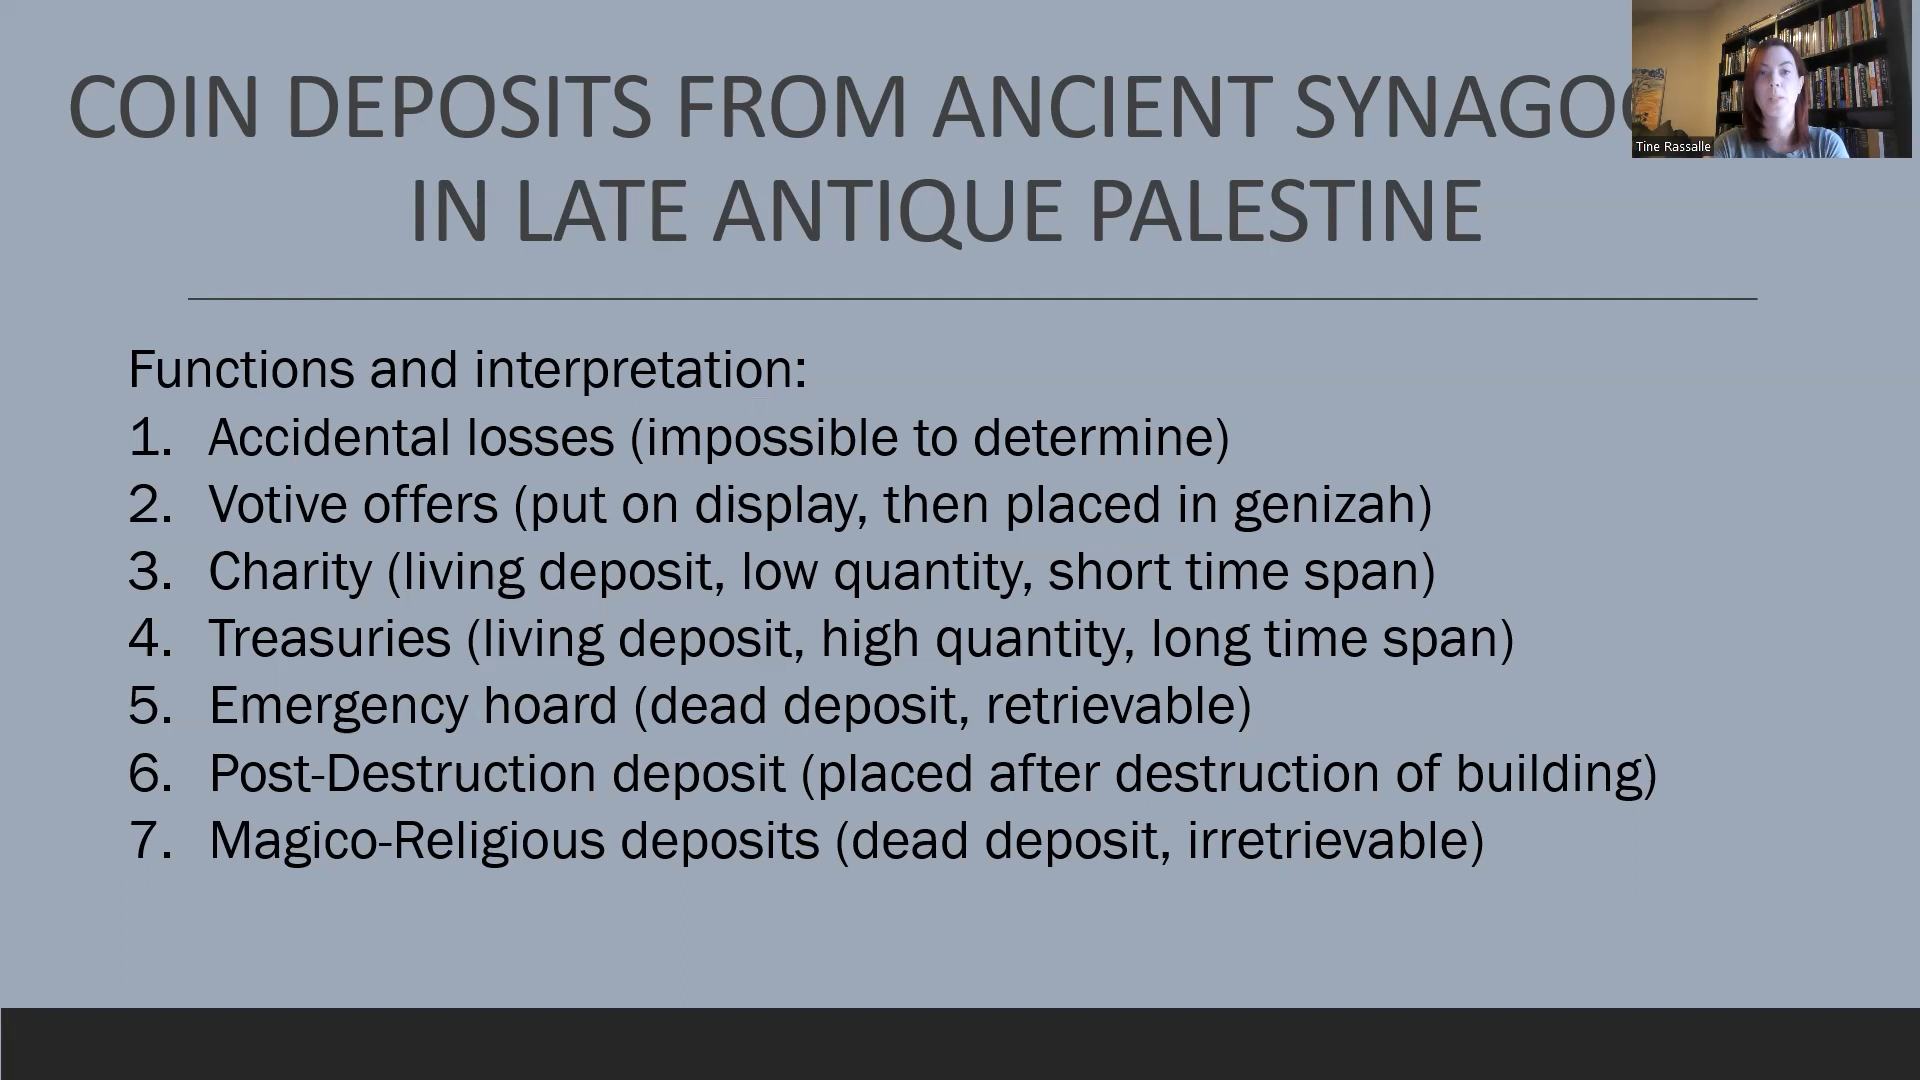 COIN DEPOSITS FROM ANCIENT
IN LATE ANTIQUE PALESTINE
Tine Rassalle
Functions and interpretation:
1. Accidental losses (impossible to determine)
2. Votive offers (put on display, then placed in genizah)
3. Charity (living deposit, low quantity, short time span)
4. Treasuries (living deposit, high quantity, long time span)
5. Emergency hoard (dead deposit, retrievable)
6. Post-Destruction deposit (placed after destruction of building)
7. Magico-Religious deposits (dead deposit, irretrievable)